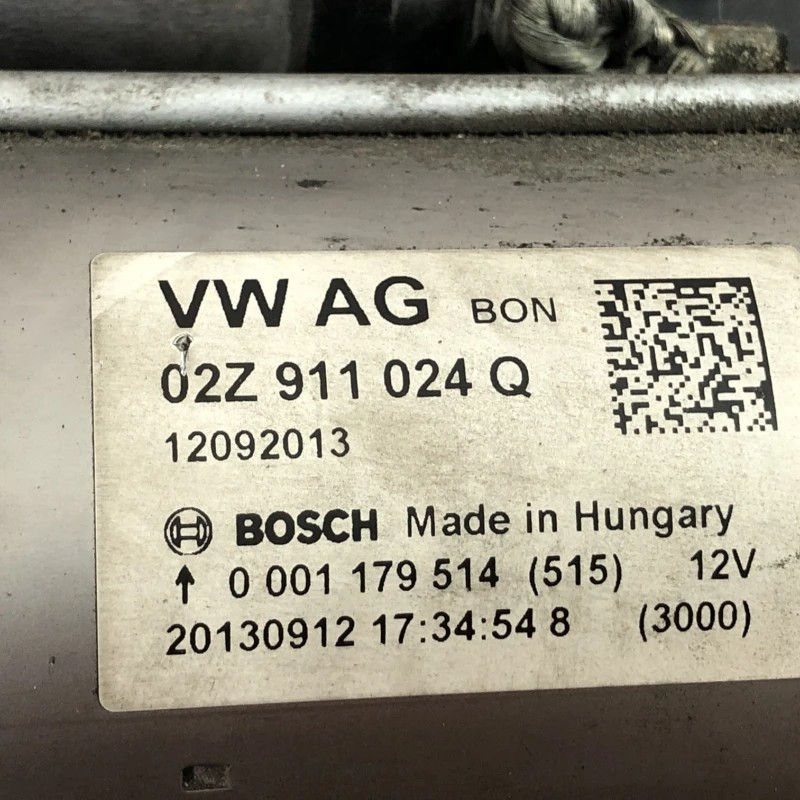 VW AG BON
02Z 911 024 Q
12092013
BOSCH Made in Hungary
↑ 0 001 179 514 (515) 12V
20130912 17:34:54 8 (3000)